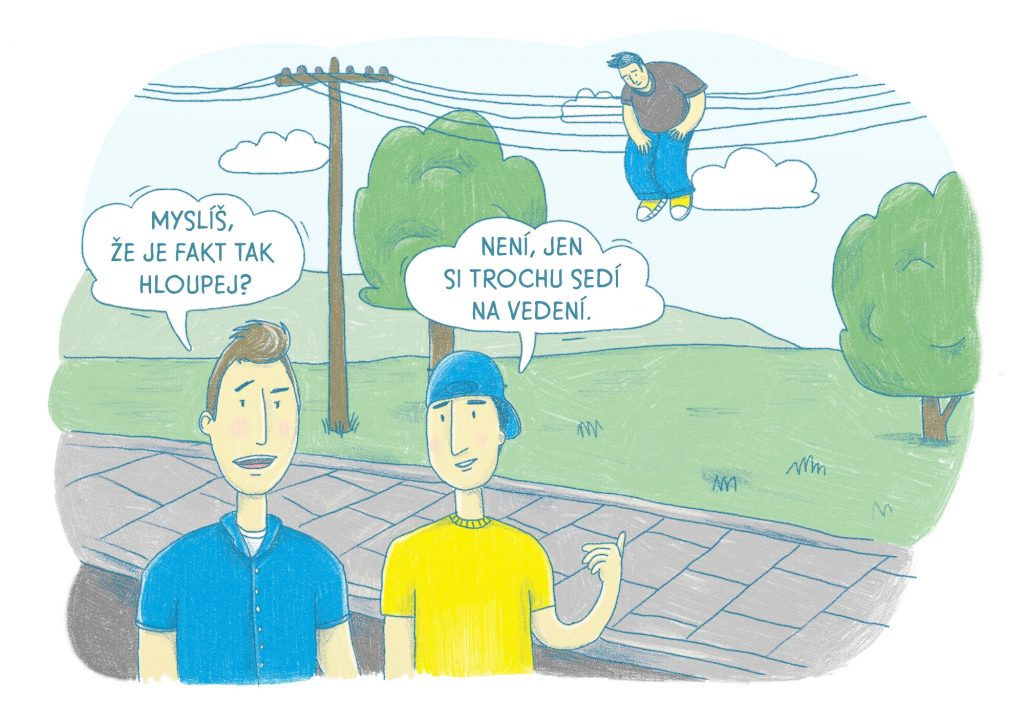 MYSLÍŠ,
ŽE JE FAKT TAK
HLOUPEJ?
NENÍ, JEN
SI TROCHU SEDÍ
NA VEDENÍ.